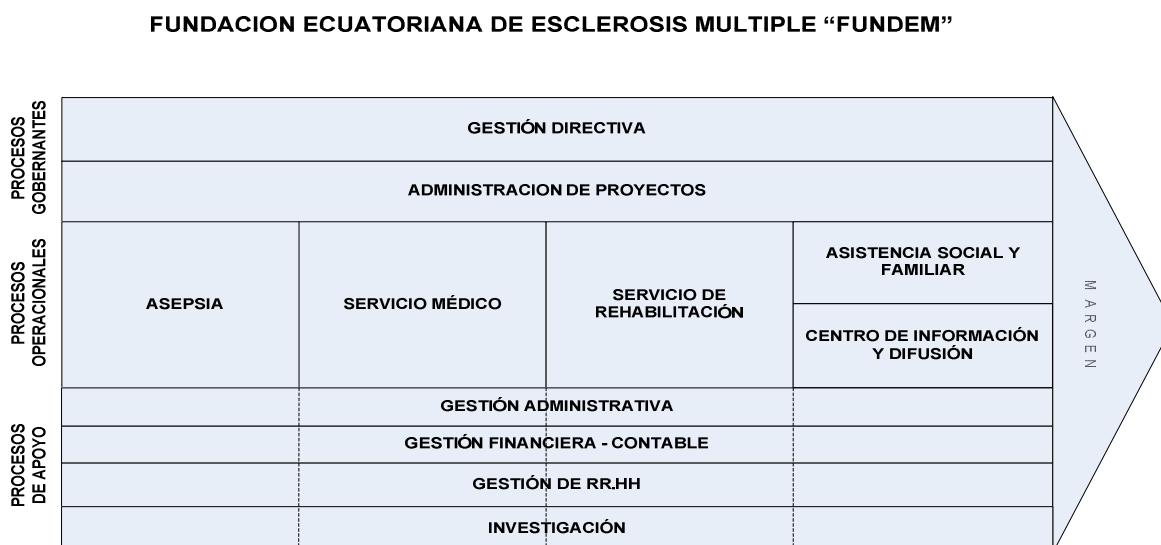 FUNDACION ECUATORIANA DE ESCLEROSIS MULTIPLE “FUNDEM”
PROCESOS
GOBERNANTES
GESTIÓN DIRECTIVA
ADMINISTRACION DE PROYECTOS
PROCESOS
OPERACIONALES
ASEPSIA
SERVICIO MÉDICO
SERVICIO DE
REHABILITACIÓN
ASISTENCIA SOCIAL Y
FAMILIAR
CENTRO DE INFORMACIÓN
Y DIFUSIÓN
MARGEN
PROCESOS
DE APOYO
GESTIÓN ADMINISTRATIVA
GESTIÓN FINANCIERA - CONTABLE
GESTIÓN DE RR.HH
INVESTIGACIÓN